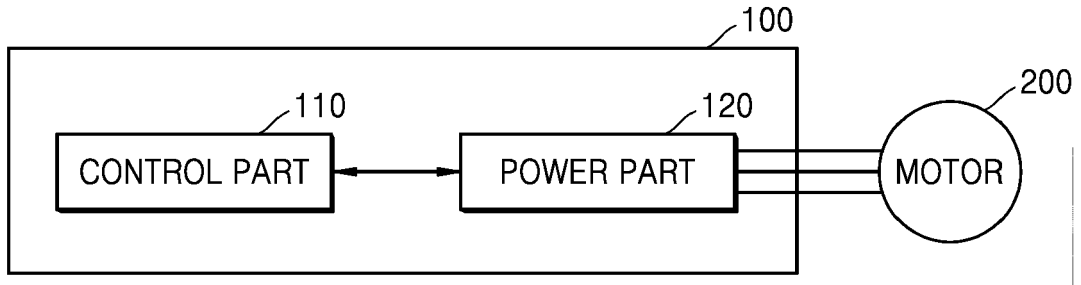 100
200
110
120
CONTROL PART
POWER PART
MOTOR